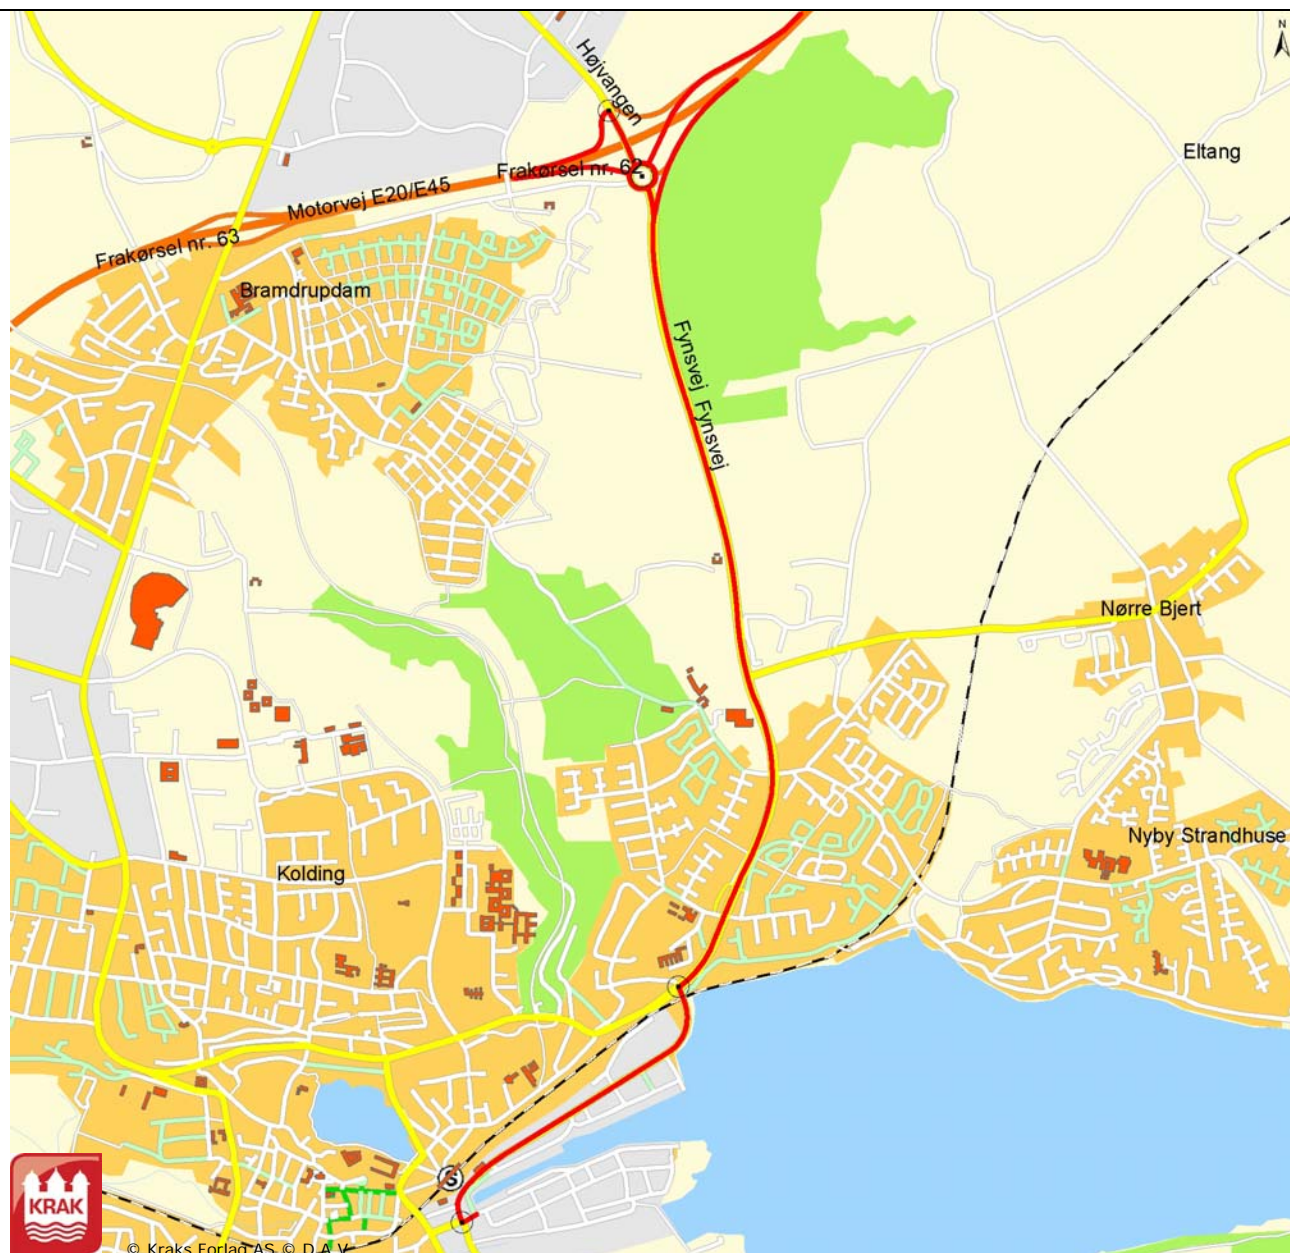 N
Højvangen
Eltang
Frakørsel nr. 62
Motorvej E20/E45
Frakørsel nr. 63
Bramdrupdam
Fynsvej Fynsvej
Nørre Bjert
Nyby Strandhuse
Kolding
S
KRAK
© Kraks Forlag AS © D A V